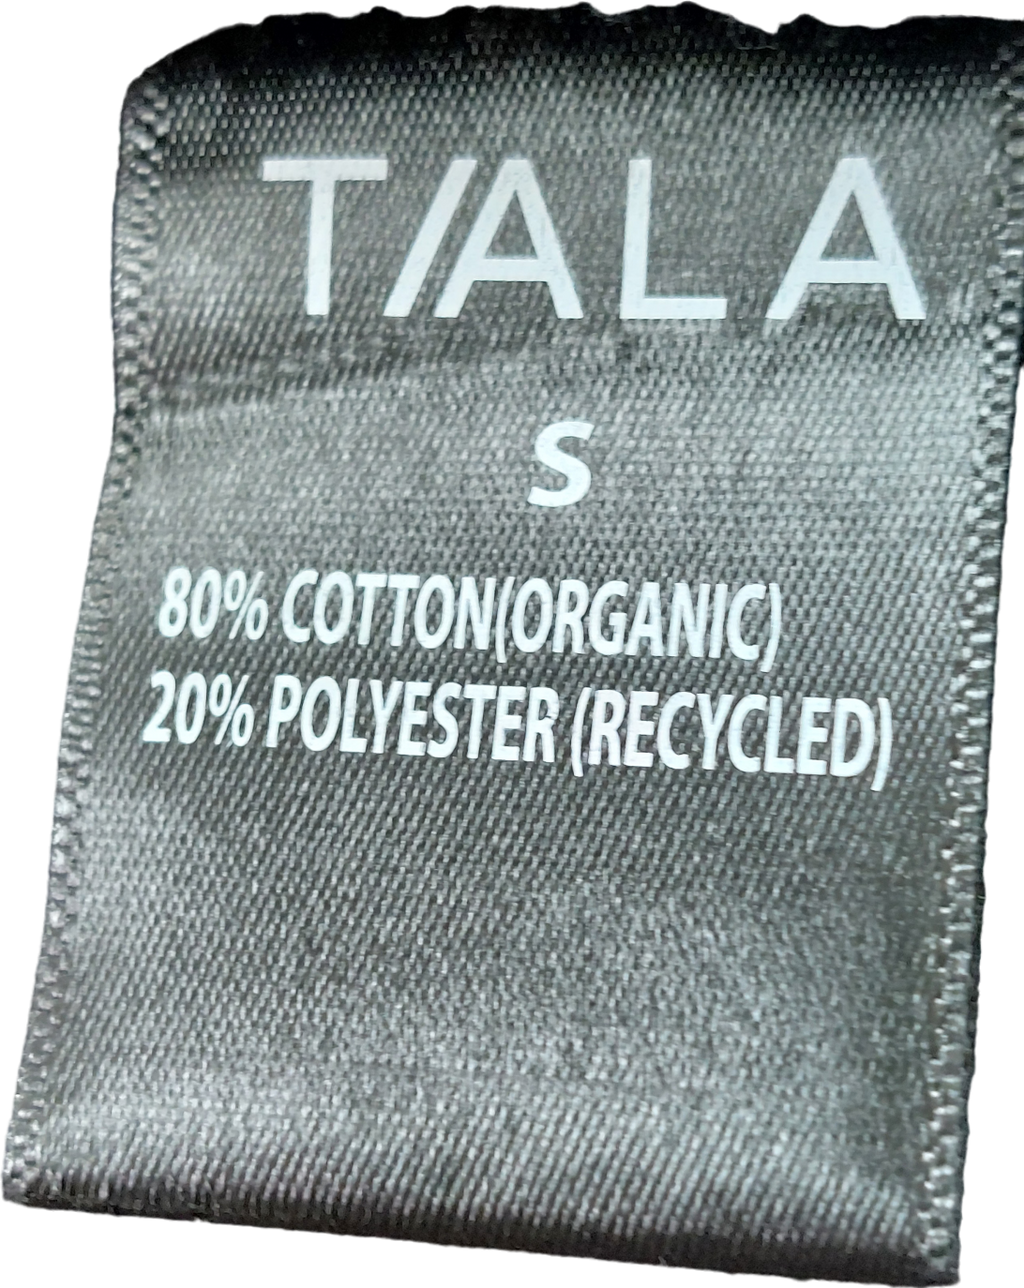 T/ALA
S
80% COTTON(ORGANIC)
20% POLYESTER (RECYCLED)